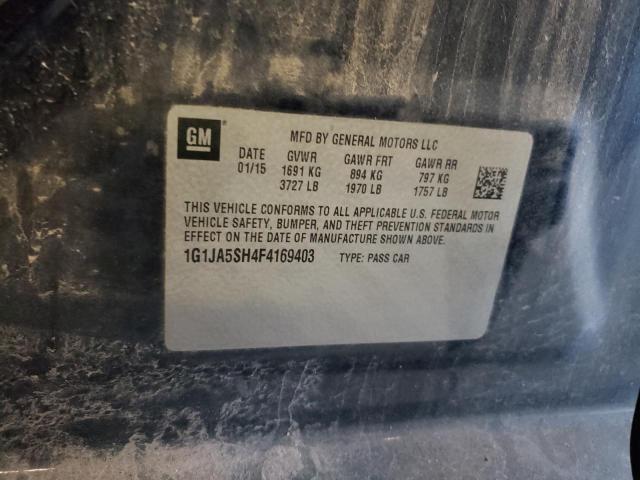 GM®
MFD BY GENERAL MOTORS LLC
DATE GVWR GAWR FRT GAWR RR
01/15 1691 KG 894 KG 797 KG
3727 LB 1970 LB 1757 LB
THIS VEHICLE CONFORMS TO ALL APPLICABLE U.S. FEDERAL MOTOR
VEHICLE SAFETY, BUMPER, AND THEFT PREVENTION STANDARDS IN
EFFECT ON THE DATE OF MANUFACTURE SHOWN ABOVE.
1G1JA5SH4F4169403 TYPE: PASS CAR